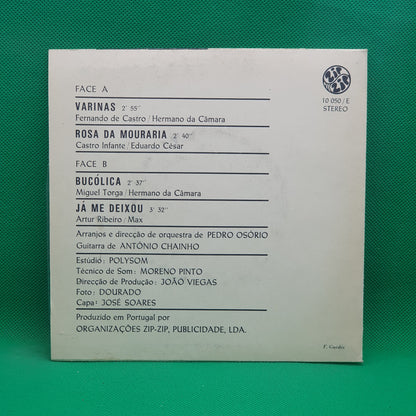 FACE A
VARINAS 2' 55"
Fernando de Castro / Hermano da Câmara
ROSA DA MOURARIA 2' 40"
Castro Infante / Eduardo César
FACE B
BUCÓLICA 2' 37"
Miguel Torga / Hermano da Câmara
JÁ ME DEIXOU 3' 32"
Artur Ribeiro / Max
Arranjos e direcção de orquestra de PEDRO OSÓRIO
Guitarra de ANTÓNIO CHAINHO
Estúdio: POLYSOM
Técnico de Som: MORENO PINTO
Direcção de Produção: JOÃO VIEGAS
Foto: DOURADO
Capa: JOSÉ SOARES
Produzido em Portugal por
ORGANIZAÇÕES ZIP-ZIP, PUBLICIDADE, LDA.
10 050/E
STEREO